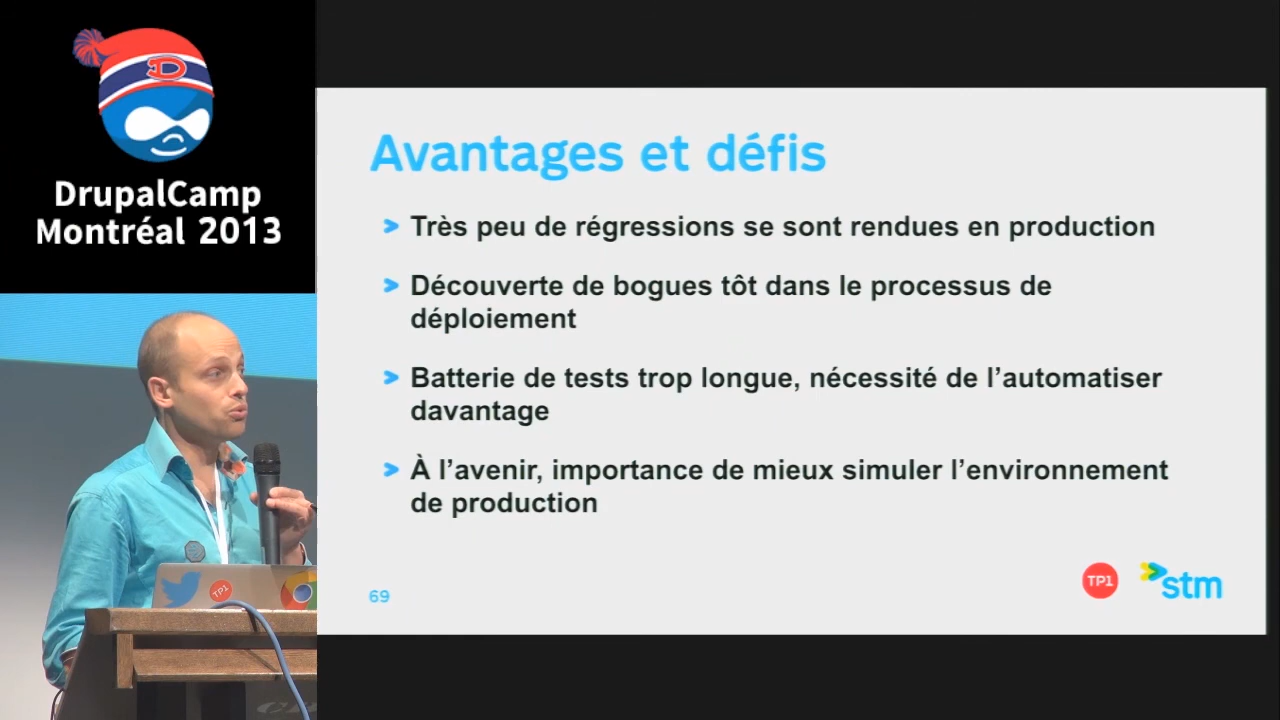 DrupalCamp
Montréal 2013
Avantages et défis
Très peu de régressions se sont rendues en production
Découverte de bogues tôt dans le processus de
déploiement
Batterie de tests trop longue, nécessité de l’automatiser
davantage
À l’avenir, importance de mieux simuler l’environnement
de production
69
TP1
stm
TP1